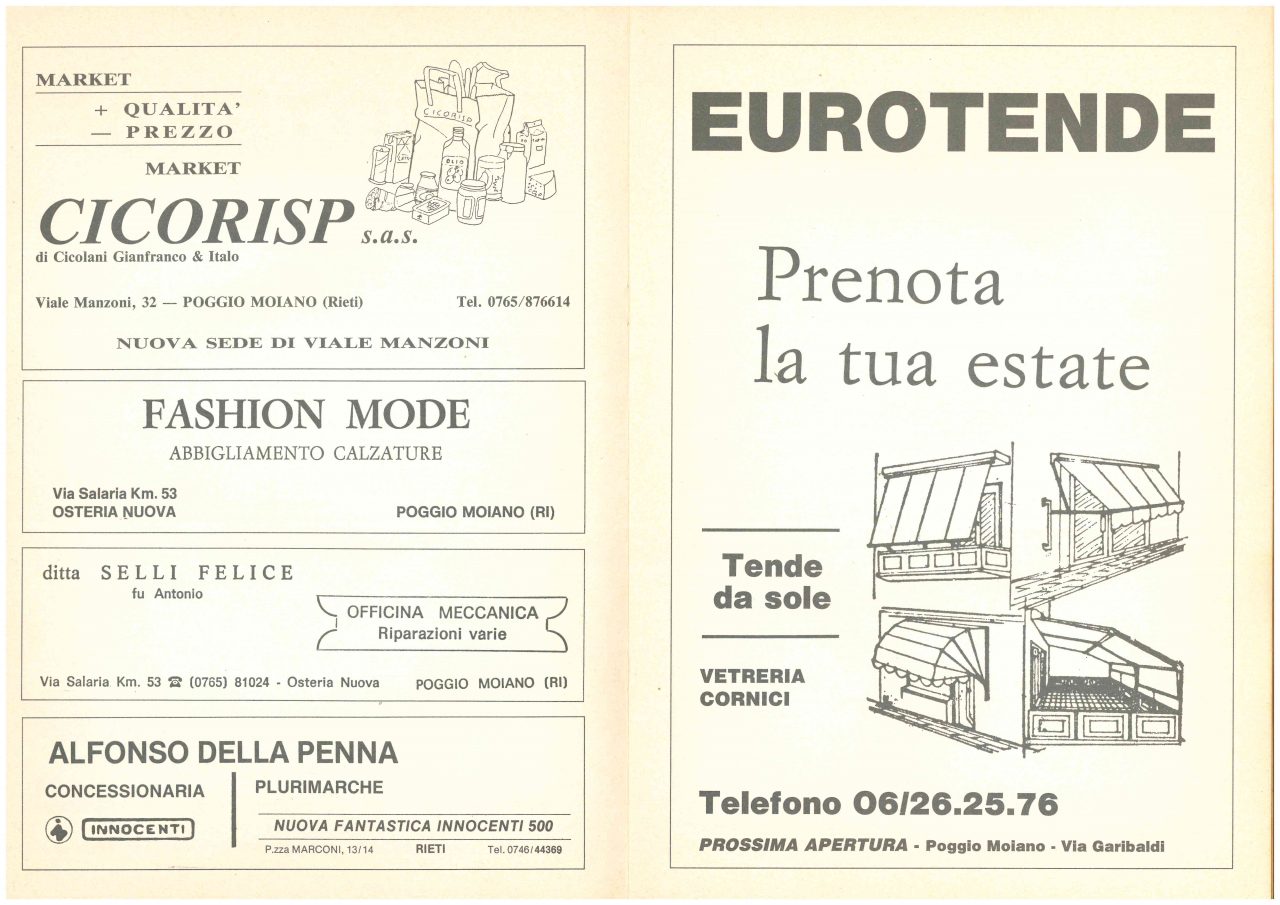 MARKET
+ QUALITA'
— PREZZO
MARKET
CICORISP
OLIO
CICORISP s.a.s.
di Cicolani Gianfranco & Italo
Viale Manzoni, 32 — POGGIO MOIANO (Rieti) Tel. 0765/876614
NUOVA SEDE DI VIALE MANZONI
FASHION MODE
ABBIGLIAMENTO CALZATURE
Via Salaria Km. 53
OSTERIA NUOVA POGGIO MOIANO (RI)
ditta SELLI FELICE
fu Antonio
OFFICINA MECCANICA
Riparazioni varie
Via Salaria Km. 53 ☎ (0765) 81024 - Osteria Nuova POGGIO MOIANO (RI)
ALFONSO DELLA PENNA
CONCESSIONARIA
INNOCENTI
PLURIMARCHE
NUOVA FANTASTICA INNOCENTI 500
P.zza MARCONI, 13/14 RIETI Tel. 0746/44369
EUROTENDE
Prenota
la tua estate
Tende
da sole
VETRERIA
CORNICI
Telefono 06/26.25.76
PROSSIMA APERTURA - Poggio Moiano - Via Garibaldi